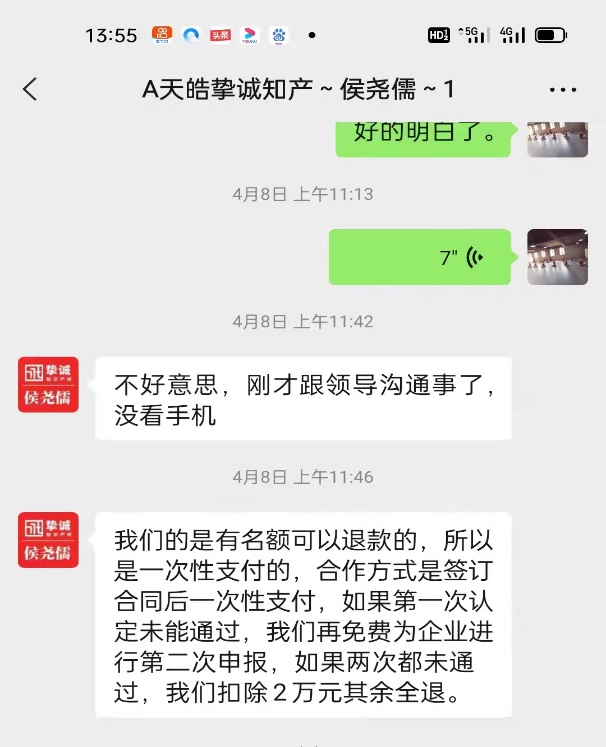 13:55
头条
HD1 5G 4G
A天皓挚诚知产~侯尧儒~1
好的明白了。
4月8日 上午11:13
7"
4月8日 上午11:42
挚诚
侯尧儒
不好意思，刚才跟领导沟通事了，
没看手机
4月8日 上午11:46
挚诚
侯尧儒
我们的是有名额可以退款的，所以
是一次性支付的，合作方式是签订
合同后一次性支付，如果第一次认
定未能通过，我们再免费为企业进
行第二次申报，如果两次都未通
过，我们扣除2万元其余全退。